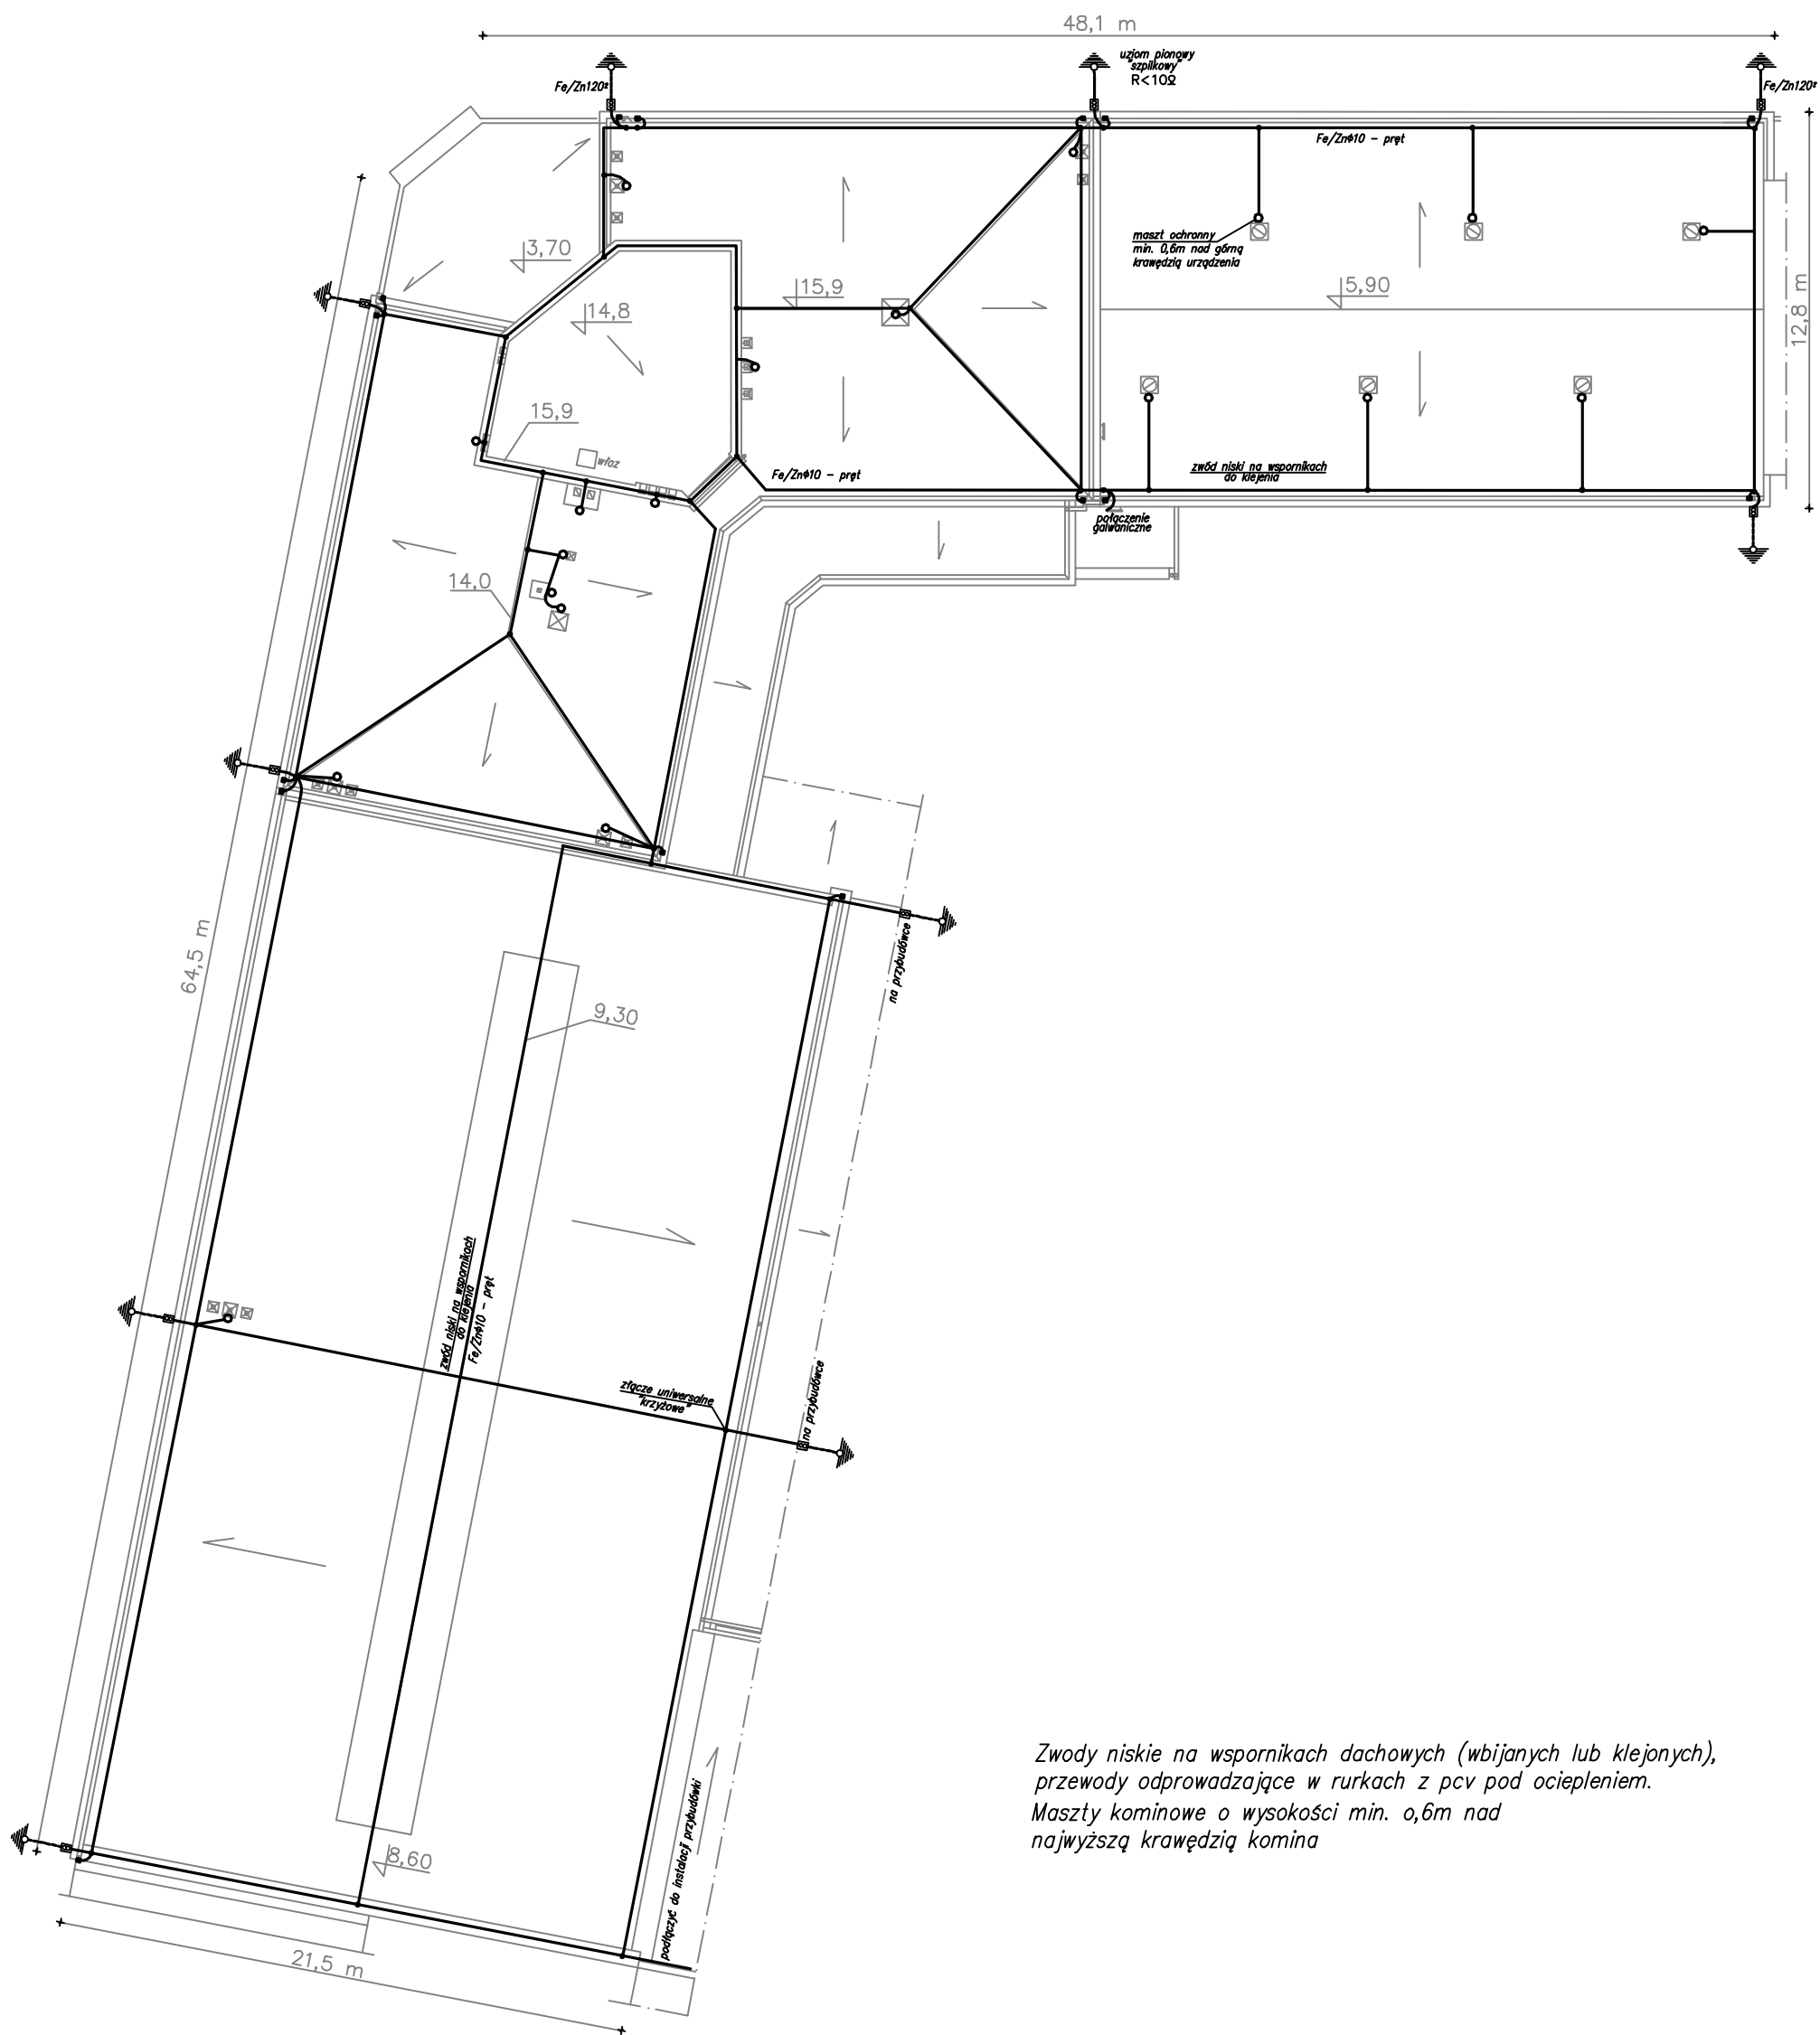 48,1 m
uziom pionowy
"szpilkowy"
R<10Ω
Fe/Zn120²
Fe/Zn120²
Fe/ZnΦ10 - pręt
maszt ochronny
min. 0,6m nad górną
krawędzią urządzenia
3,70
15,9
5,90
12,8 m
14,8
15,9
właz
Fe/ZnΦ10 - pręt
zwód niski na wspornikach
do klejenia
połączenie
galwaniczne
14,0
64,5 m
na przybudówce
9,30
zwód niski na wspornikach
do klejenia
Fe/ZnΦ10 - pręt
złącze uniwersalne
"krzyżowe"
na przybudówce
Zwody niskie na wspornikach dachowych (wbijanych lub klejonych),
przewody odprowadzające w rurkach z pcv pod ociepleniem.
Maszty kominowe o wysokości min. o,6m nad
najwyższą krawędzią komina
podłączyć do instalacji przybudówki
8,60
21,5 m